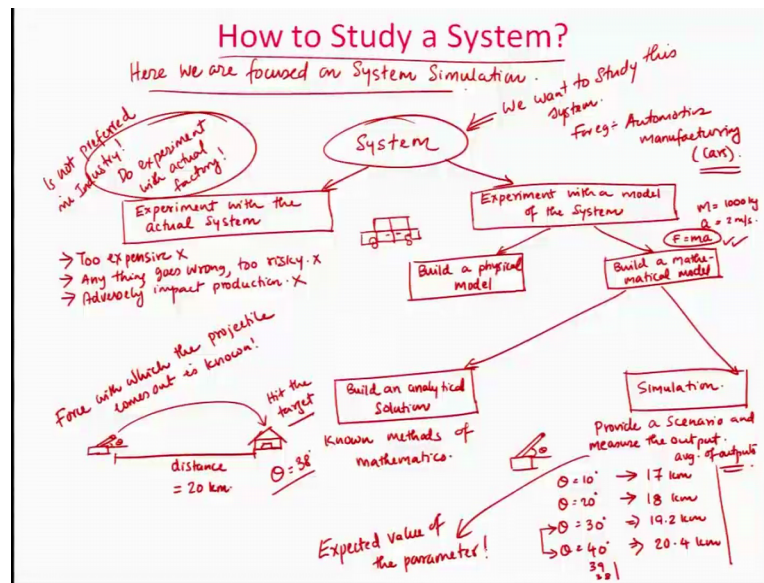 How to Study a System?
Here we are focused on System Simulation.
We want to study this
system.
For eg = Automotive
manufacturing
(Cars).
Is not preferred
in Industry!
Do experiment
with actual
factory!
System
Experiment with the
actual System
→ Too expensive x
→ Any thing goes wrong, too risky. x
→ Adversely impact production. x
Experiment with a model
of the System
M = 1000 kg
a = 2 m/s.
F = ma
Build a physical
model
Build a mathe-
matical model
Force with which the projectile
comes out is known!
Hit the
target
θ
distance
= 20 km
θ = 38°
Build an analytical
Solution
Known methods of
mathematics.
Simulation.
Provide a Scenario and
measure the output.
avg. of outputs
θ
θ = 10° → 17 km
θ = 20° → 18 km
θ = 30° ⇒ 19.2 km
θ = 40° ⇒ 20.4 km
39
38
Expected value of
the parameter!